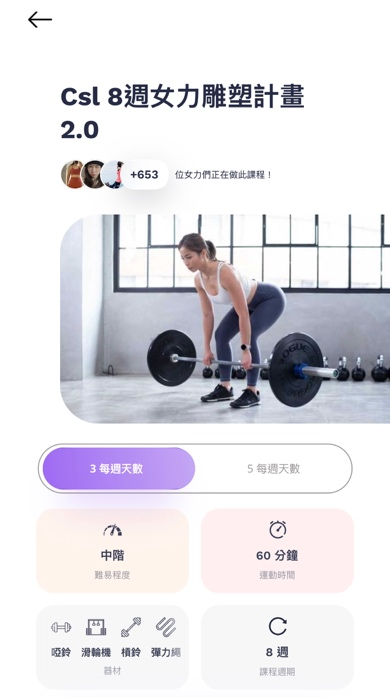 Csl 8週女力雕塑計畫
2.0
+653 位女力們正在做此課程！
ROGUE
3 每週天數 5 每週天數
中階 60 分鐘
難易程度 運動時間
啞鈴 滑輪機 槓鈴 彈力繩 8 週
器材 課程週期